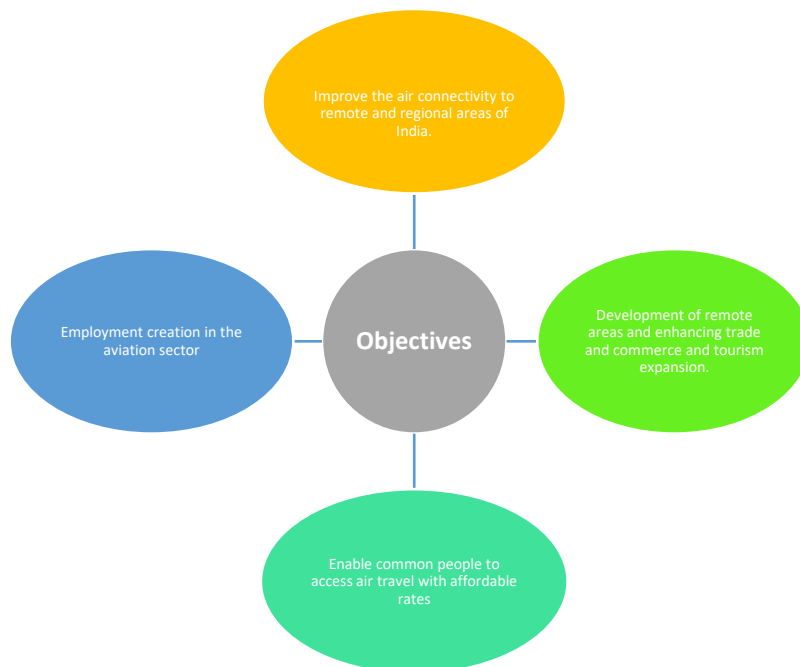 Improve the air connectivity to
remote and regional areas of
India.
Employment creation in the
aviation sector
Objectives
Development of remote
areas and enhancing trade
and commerce and tourism
expansion.
Enable common people to
access air travel with affordable
rates